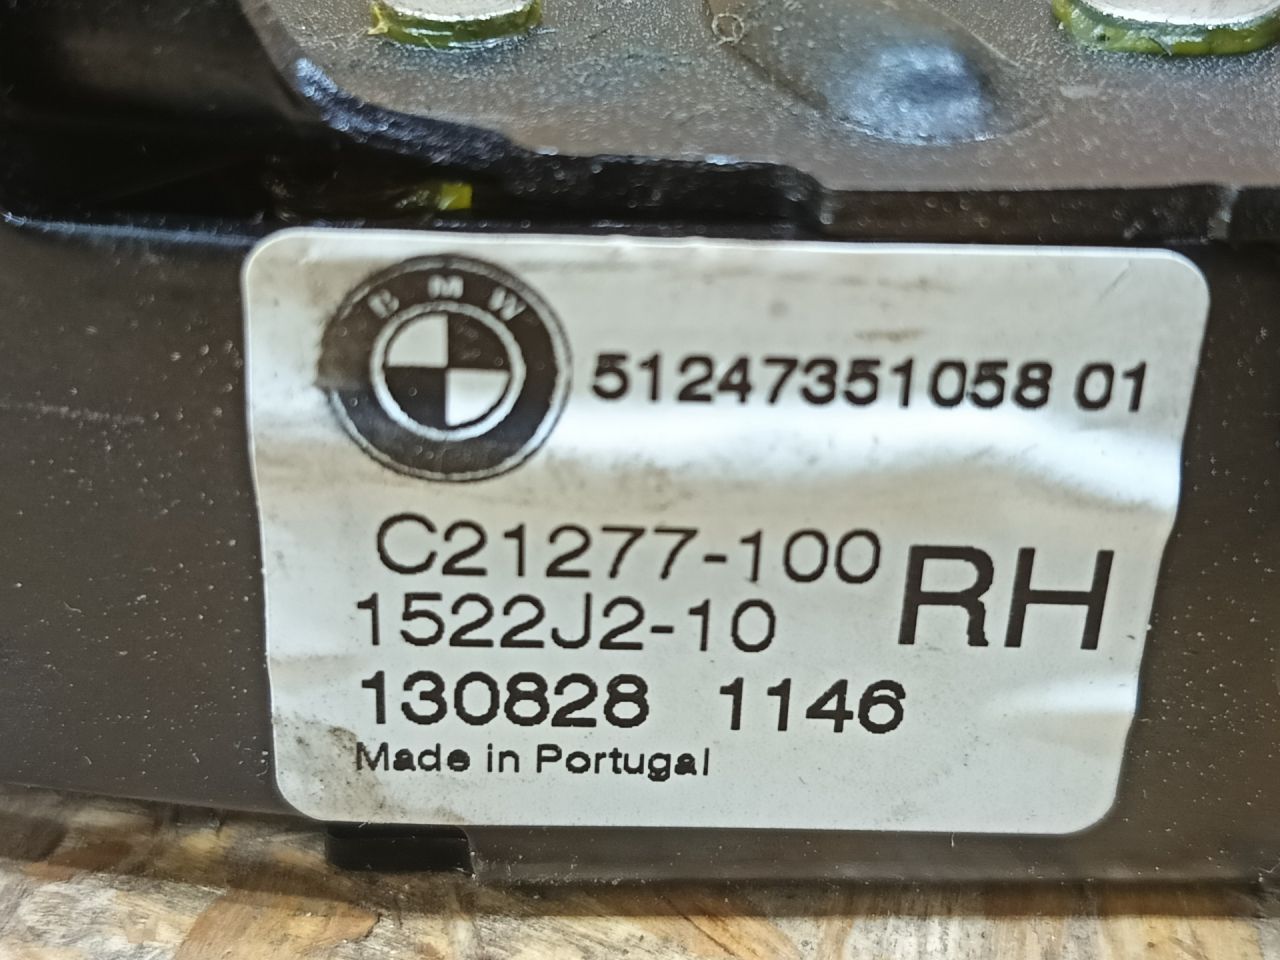 BMW
51247351058 01
C21277-100
RH
1522J2-10
130828 1146
Made in Portugal